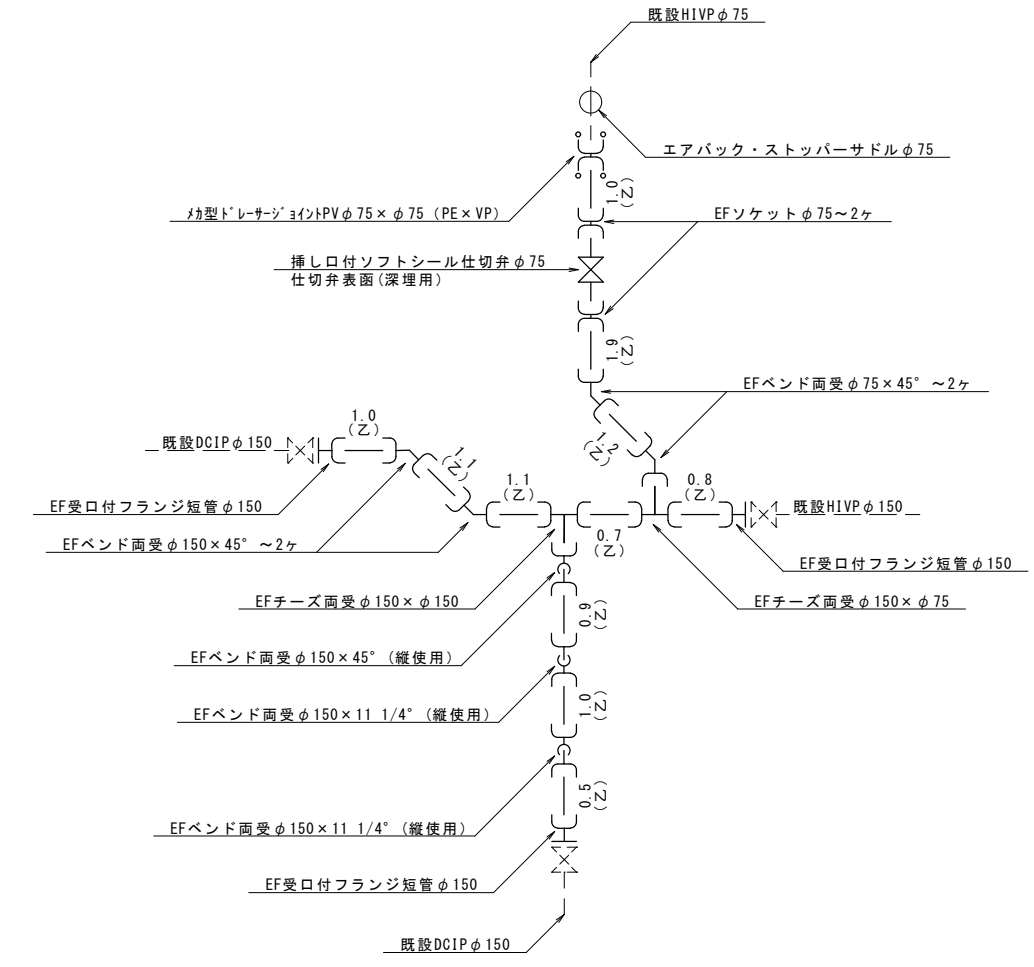 既設HIVPφ75
エアバック・ストッパーサドルφ75
1.0
(乙)
メカ型ドレーサージョイントPVφ75×φ75 (PE×VP)
EFソケットφ75~2ケ
挿し口付ソフトシール仕切弁φ75
仕切弁表函(深埋用)
1.9
(乙)
EFベンド両受φ75×45° ~2ケ
1.0
(乙)
既設DCIPφ150
1.1
(乙)
1.2
(乙)
1.1
(乙)
0.8
(乙)
EF受口付フランジ短管φ150
既設HIVPφ150
0.7
(乙)
EFベンド両受φ150×45° ~2ケ
EF受口付フランジ短管φ150
EFチーズ両受φ150×φ150
EFチーズ両受φ150×φ75
0.9
(乙)
EFベンド両受φ150×45° (縦使用)
1.0
(乙)
EFベンド両受φ150×11 1/4° (縦使用)
0.5
(乙)
EFベンド両受φ150×11 1/4° (縦使用)
EF受口付フランジ短管φ150
既設DCIPφ150